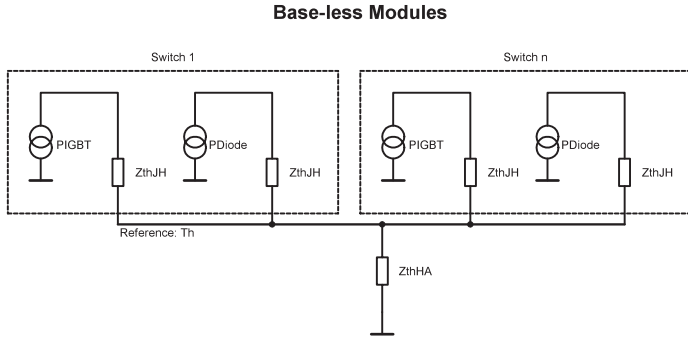 Base-less Modules
Switch 1
Switch n
PIGBT
ZthJH
PDiode
ZthJH
PIGBT
ZthJH
PDiode
ZthJH
Reference: Th
ZthHA